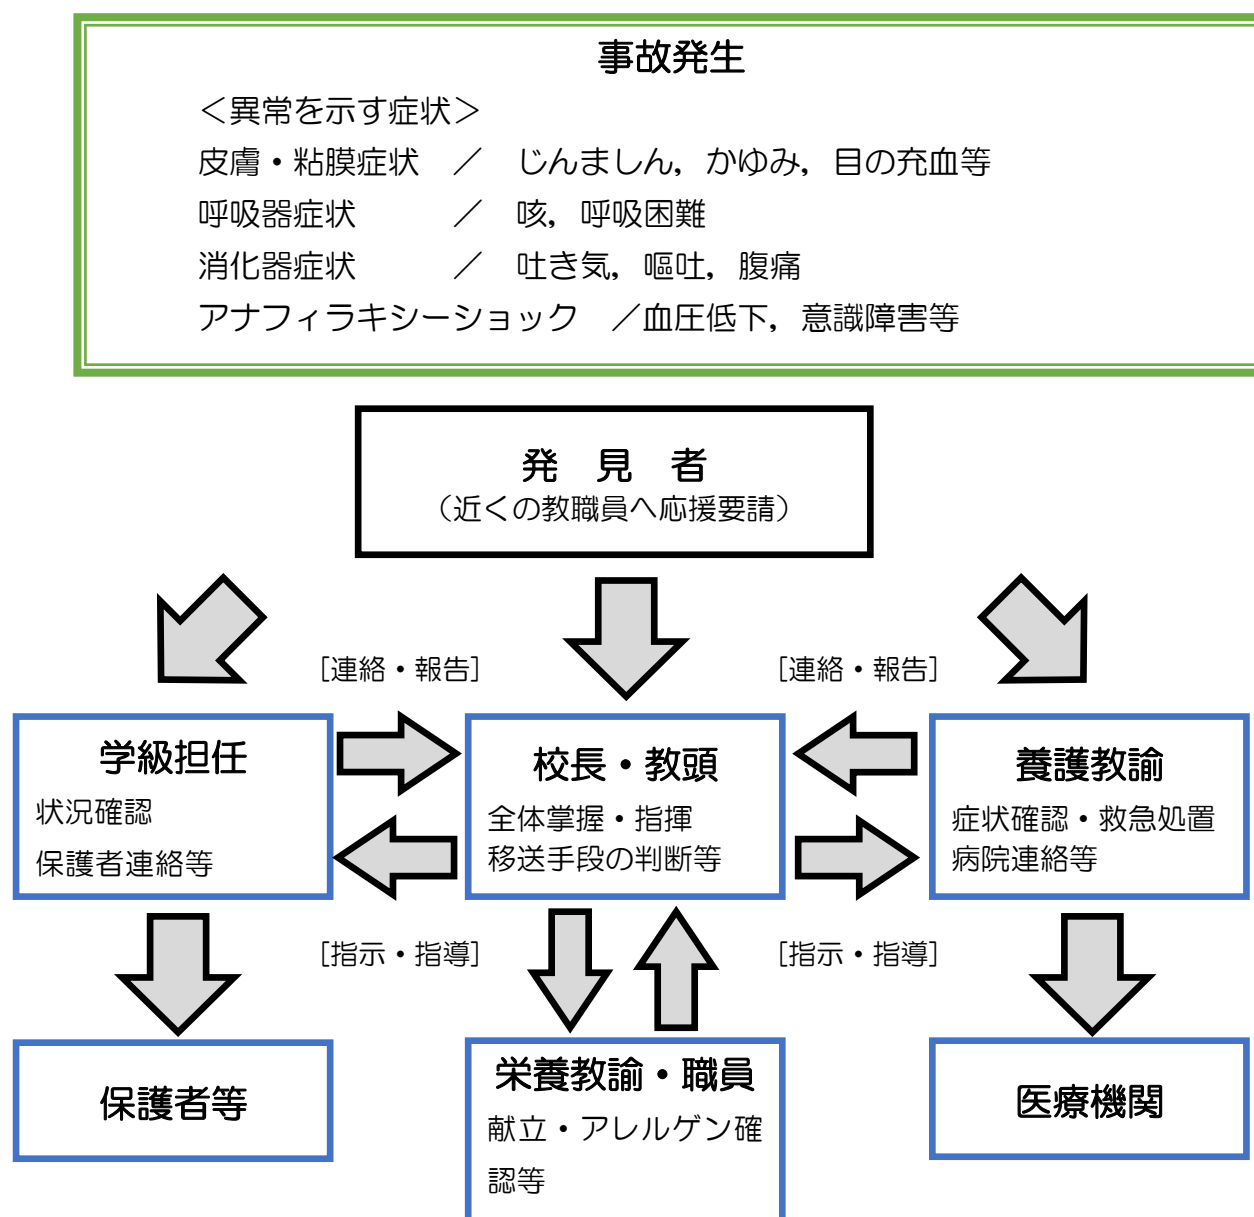 事故発生
＜異常を示す症状＞
皮膚・粘膜症状　／　じんましん，かゆみ，目の充血等
呼吸器症状　　　／　咳，呼吸困難
消化器症状　　　／　吐き気，嘔吐，腹痛
アナフィラキシーショック　／血圧低下，意識障害等
発　見　者
（近くの教職員へ応援要請）
［連絡・報告］
［連絡・報告］
学級担任
状況確認
保護者連絡等
校長・教頭
全体掌握・指揮
移送手段の判断等
養護教諭
症状確認・救急処置
病院連絡等
［指示・指導］
［指示・指導］
保護者等
栄養教諭・職員
献立・アレルゲン確
認等
医療機関